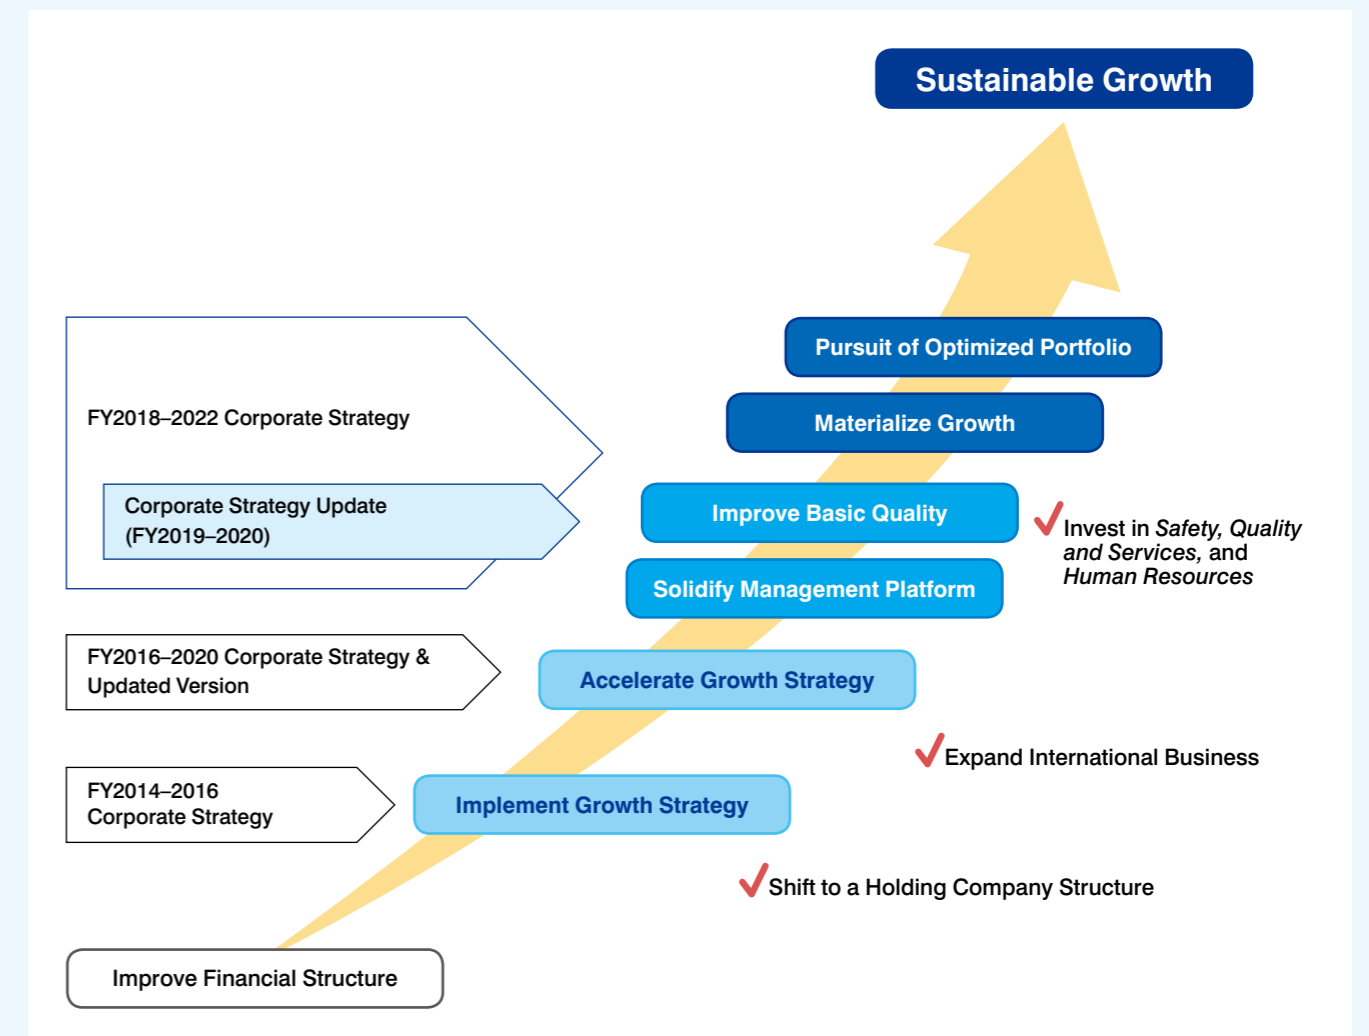 Sustainable Growth
Pursuit of Optimized Portfolio
Materialize Growth
FY2018–2022 Corporate Strategy
Corporate Strategy Update
(FY2019–2020)
Improve Basic Quality
Invest in Safety, Quality
and Services, and
Human Resources
Solidify Management Platform
FY2016–2020 Corporate Strategy &
Updated Version
Accelerate Growth Strategy
Expand International Business
FY2014–2016
Corporate Strategy
Implement Growth Strategy
Shift to a Holding Company Structure
Improve Financial Structure